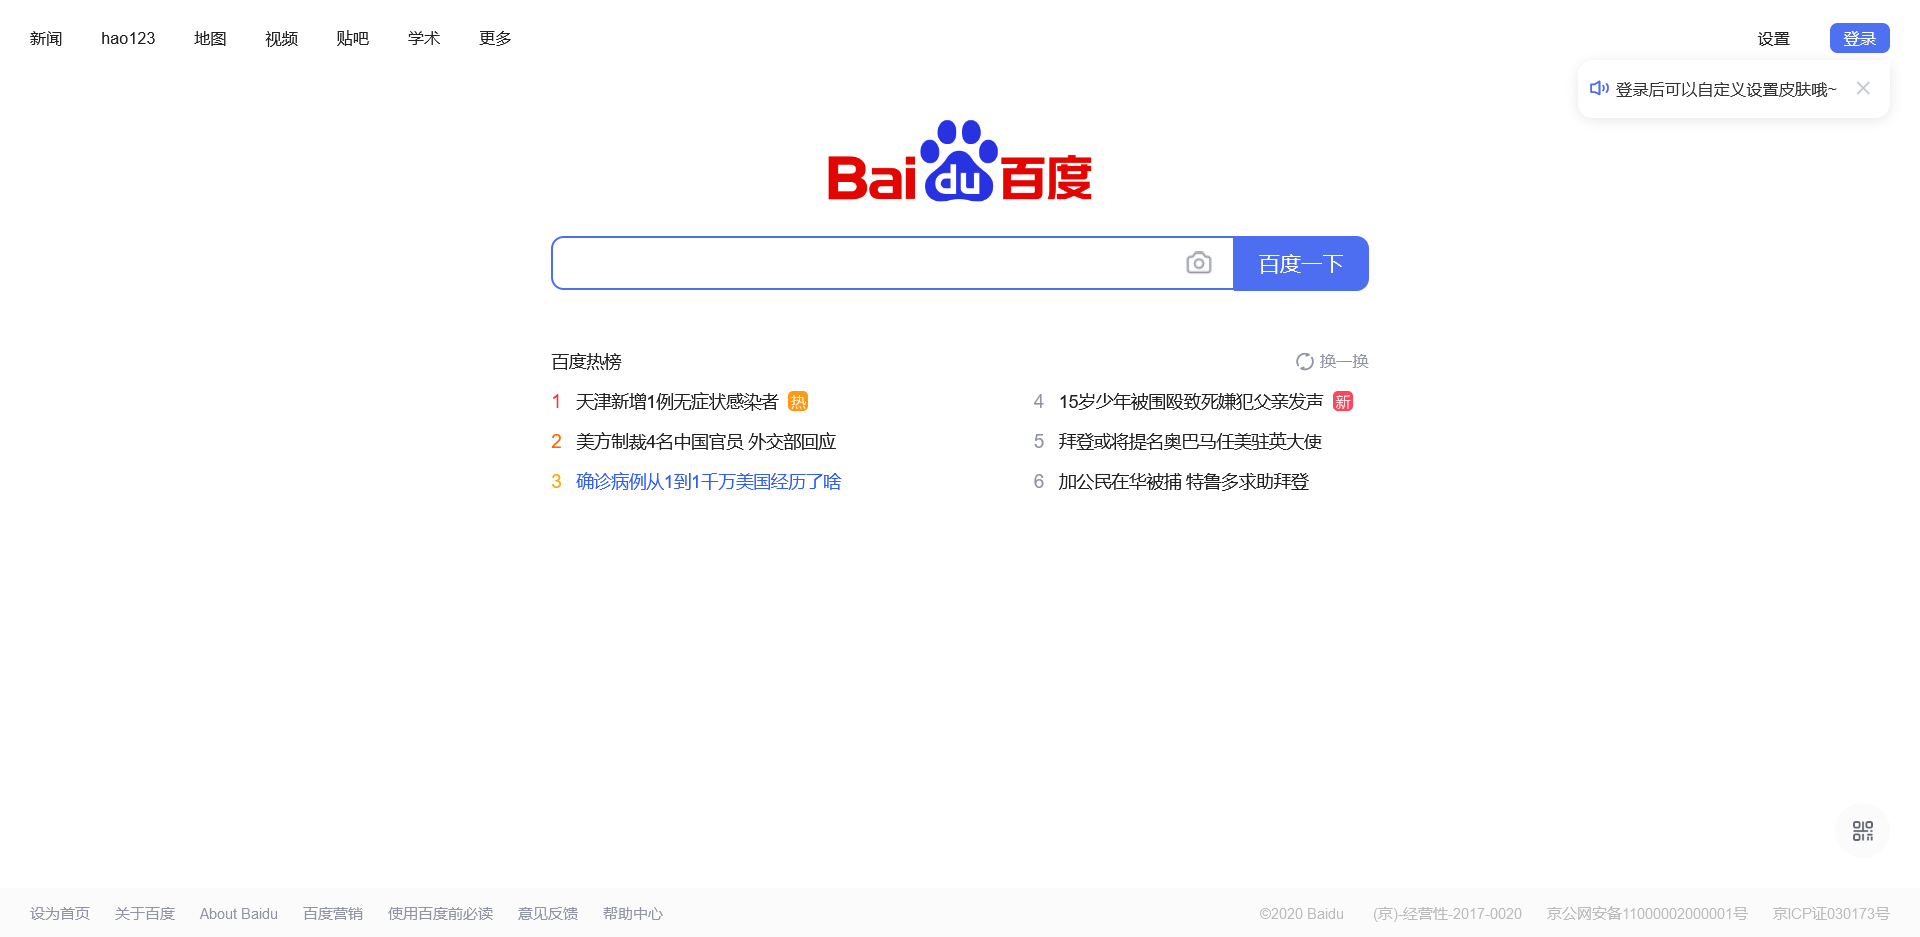 新闻 hao123 地图 视频 贴吧 学术 更多 设置 登录
登录后可以自定义设置皮肤哦~
Baidu百度
百度一下
百度热榜 换一换
1 天津新增1例无症状感染者 热
2 美方制裁4名中国官员 外交部回应
3 确诊病例从1到1千万美国经历了啥
4 15岁少年被围殴致死嫌犯父亲发声 新
5 拜登或将提名奥巴马任美驻英大使
6 加公民在华被捕 特鲁多求助拜登
设为首页 关于百度 About Baidu 百度营销 使用百度前必读 意见反馈 帮助中心 ©2020 Baidu (京)-经营性-2017-0020 京公网安备11000002000001号 京ICP证030173号